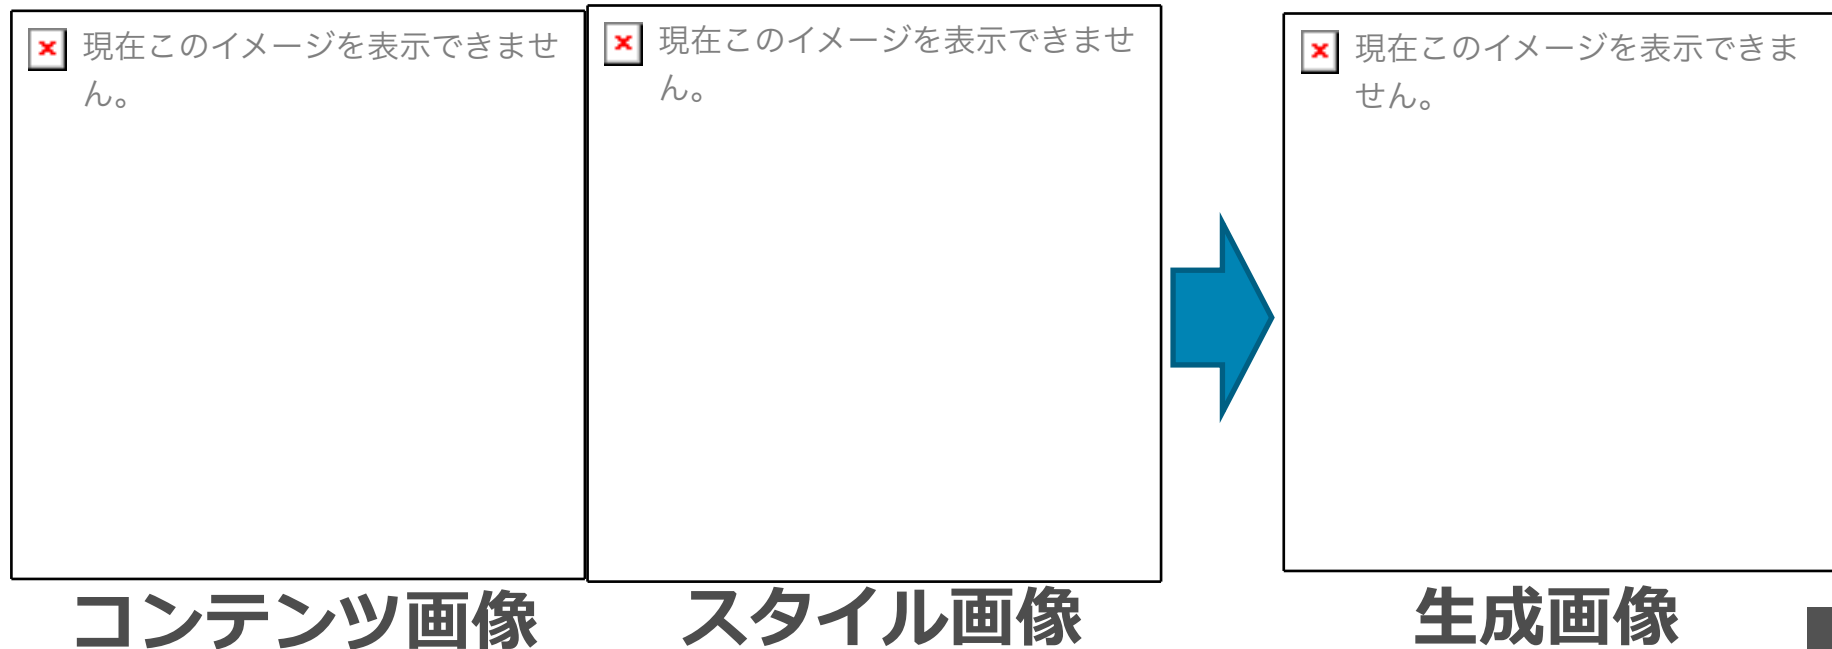 現在このイメージを表示できませ
ん。
現在このイメージを表示できませ
ん。
現在このイメージを表示できま
せん。
コンテンツ画像
スタイル画像
生成画像